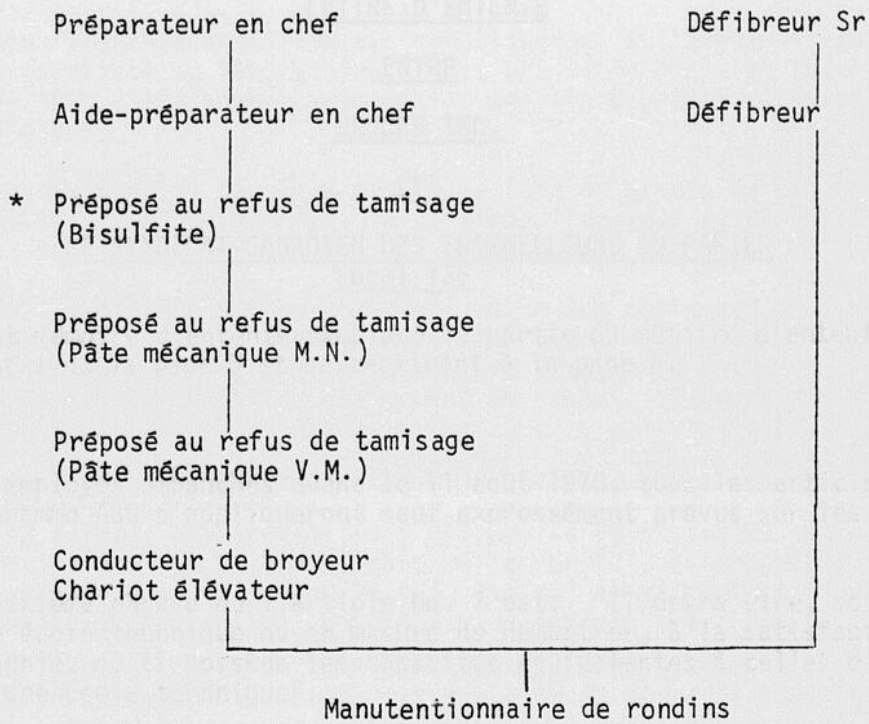 Préparateur en chef
Défibreur Sr
Aide-préparateur en chef
Défibreur
* Préposé au refus de tamisage
(Bisulfite)
Préposé au refus de tamisage
(Pâte mécanique M.N.)
Préposé au refus de tamisage
(Pâte mécanique V.M.)
Conducteur de broyeur
Chariot élévateur
Manutentionnaire de rondins